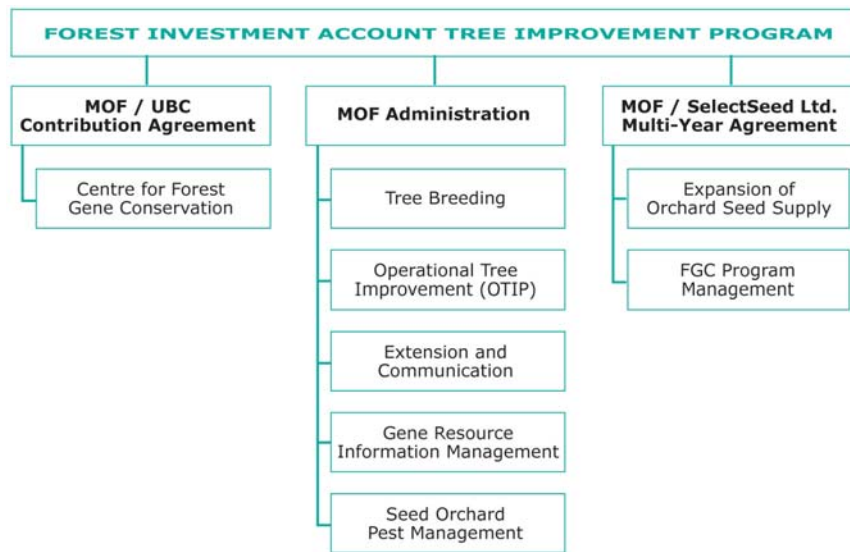 FOREST INVESTMENT ACCOUNT TREE IMPROVEMENT PROGRAM
MOF / UBC
Contribution Agreement
Centre for Forest
Gene Conservation
MOF Administration
Tree Breeding
Operational Tree
Improvement (OTIP)
Extension and
Communication
Gene Resource
Information Management
Seed Orchard
Pest Management
MOF / SelectSeed Ltd.
Multi-Year Agreement
Expansion of
Orchard Seed Supply
FGC Program
Management